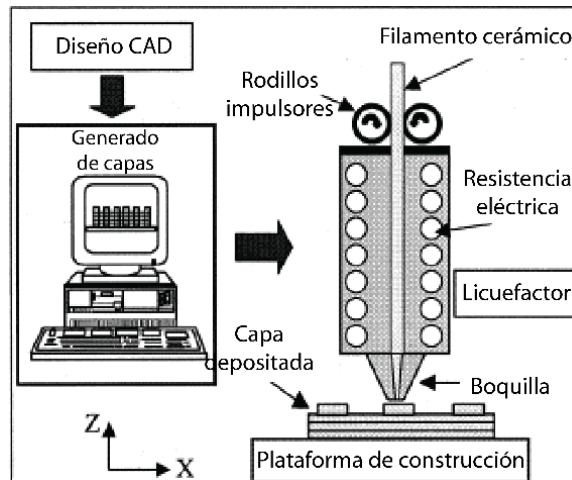 Diseño CAD
Generado
de capas
Filamento cerámico
Rodillos
impulsores
Resistencia
eléctrica
Licuefactor
Capa
depositada
Boquilla
Z
X
Plataforma de construcción